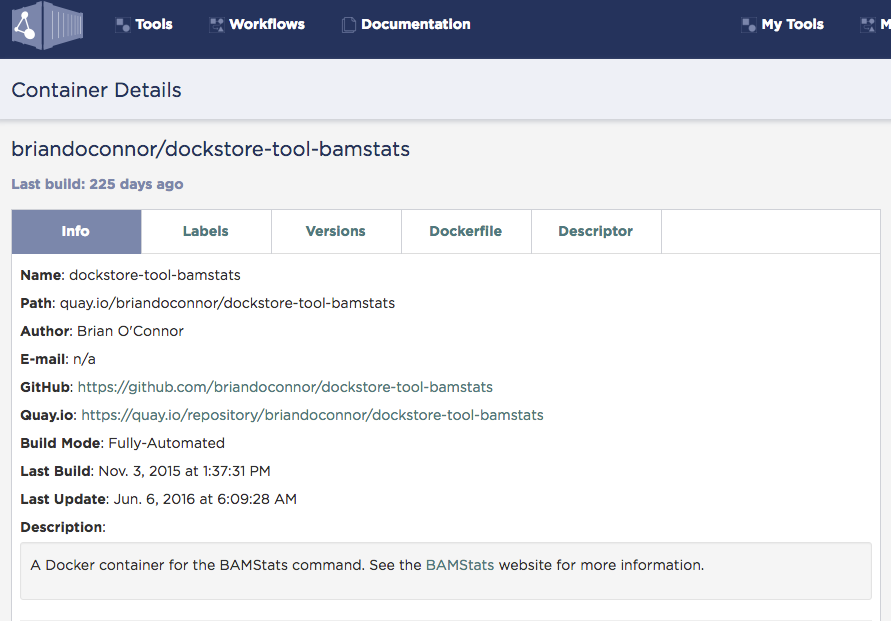 Tools Workflows Documentation My Tools M
Container Details
briandoconnor/dockstore-tool-bamstats
Last build: 225 days ago
Info Labels Versions Dockerfile Descriptor
Name: dockstore-tool-bamstats
Path: quay.io/briandoconnor/dockstore-tool-bamstats
Author: Brian O'Connor
E-mail: n/a
GitHub: https://github.com/briandoconnor/dockstore-tool-bamstats
Quay.io: https://quay.io/repository/briandoconnor/dockstore-tool-bamstats
Build Mode: Fully-Automated
Last Build: Nov. 3, 2015 at 1:37:31 PM
Last Update: Jun. 6, 2016 at 6:09:28 AM
Description:
A Docker container for the BAMStats command. See the BAMStats website for more information.